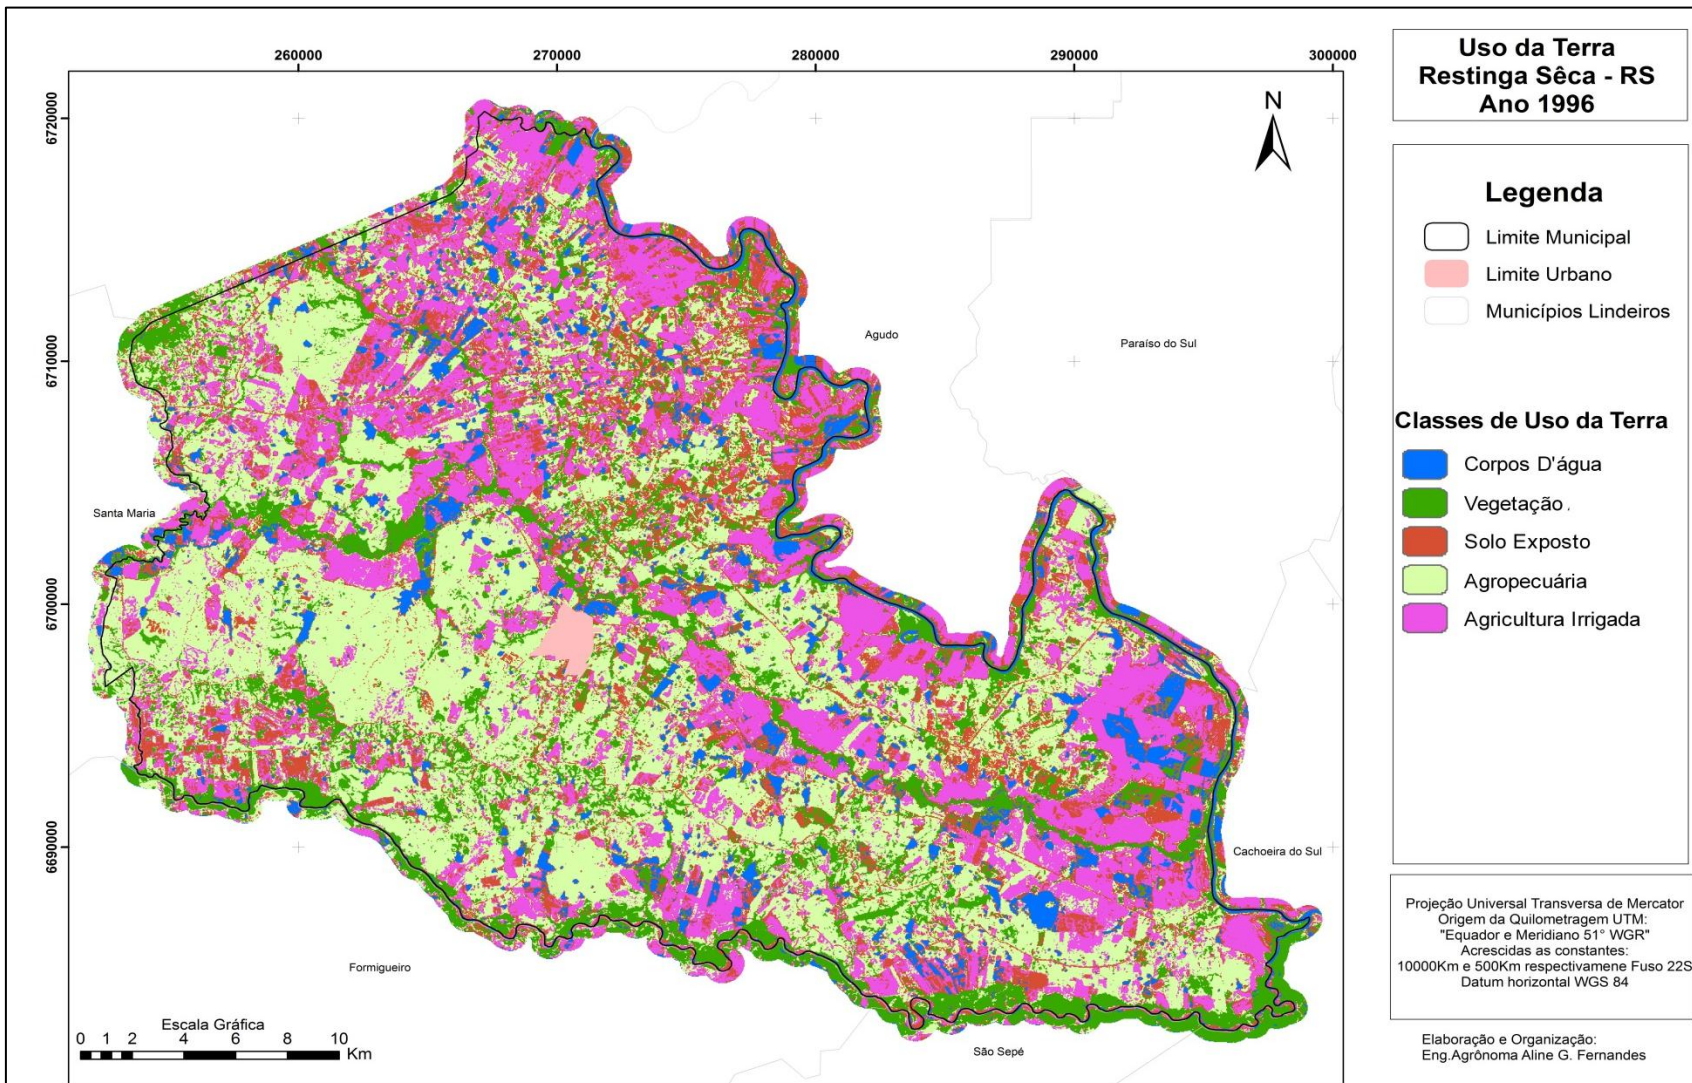 Uso da Terra
Restinga Sêca - RS
Ano 1996
260000
270000
280000
290000
300000
6720000
6710000
6700000
6690000
N
Agudo
Paraíso do Sul
Santa Maria
Cachoeira do Sul
Formigueiro
São Sepé
Escala Gráfica
0 1 2 4 6 8 10
Km
Legenda
Limite Municipal
Limite Urbano
Municípios Lindeiros
Classes de Uso da Terra
Corpos D'água
Vegetação .
Solo Exposto
Agropecuária
Agricultura Irrigada
Projeção Universal Transversa de Mercator
Origem da Quilometragem UTM:
"Equador e Meridiano 51° WGR"
Acrescidas as constantes:
10000Km e 500Km respectivamene Fuso 22S
Datum horizontal WGS 84
Elaboração e Organização:
Eng.Agrônoma Aline G. Fernandes